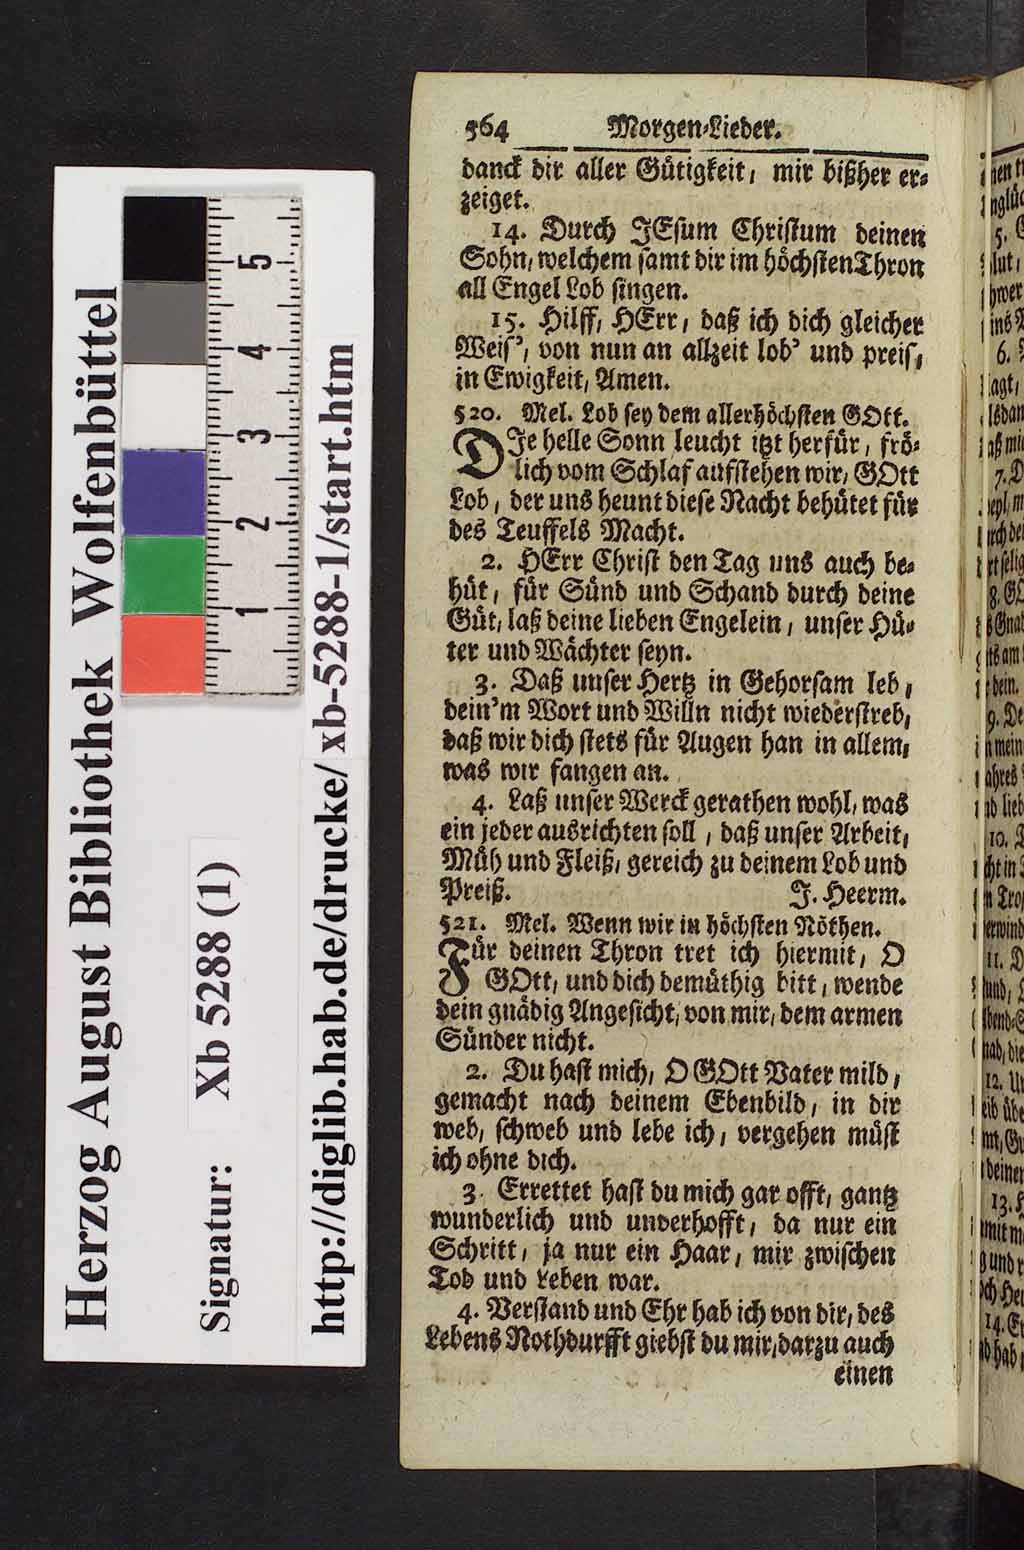 564 Morgen-Lieder.
danck dir aller Gütigkeit, mir bißher er-
zeiget.
14. Durch JEsum Christum deinen
Sohn, welchem samt dir im höchsten Thron
all Engel Lob singen.
15. Hilff, HErr, daß ich dich gleicher
Weis', von nun an allzeit lob' und preis,
in Ewigkeit, Amen.
520. Mel. Lob sey dem allerhöchsten GOtt.
DJe helle Sonn leucht itzt herfür, frö-
lich vom Schlaf aufstehen wir, GOtt
Lob, der uns heunt diese Nacht behütet für
des Teuffels Macht.
2. HErr Christ den Tag uns auch be-
hüt, für Sünd und Schand durch deine
Güt, laß deine lieben Engelein, unser Hü-
ter und Wächter seyn.
3. Daß unser Hertz in Gehorsam leb,
dein'm Wort und Willn nicht wiederstreb,
daß wir dich stets für Augen han in allem,
was wir fangen an.
4. Laß unser Werck gerathen wohl, was
ein jeder ausrichten soll, daß unser Arbeit,
Müh und Fleiß, gereich zu deinem Lob und
Preiß. J. Heerm.
521. Mel. Wenn wir in höchsten Nöthen.
Für deinen Thron tret ich hiermit, O
GOtt, und dich demüthig bitt, wende
dein gnädig Angesicht, von mir, dem armen
Sünder nicht.
2. Du hast mich, O GOtt Vater mild,
gemacht nach deinem Ebenbild, in dir
web, schweb und lebe ich, vergehen müst
ich ohne dich.
3. Errettet hast du mich gar offt, gantz
wunderlich und unverhofft, da nur ein
Schritt, ja nur ein Haar, mir zwischen
Tod und Leben war.
4. Verstand und Ehr hab ich von dir, des
Lebens Nothdurfft giebst du mir, darzu auch
einen
Herzog August Bibliothek Wolfenbüttel
Signatur: Xb 5288 (1)
http://diglib.hab.de/drucke/ xb-5288-1/start.htm
5
4
3
2
1